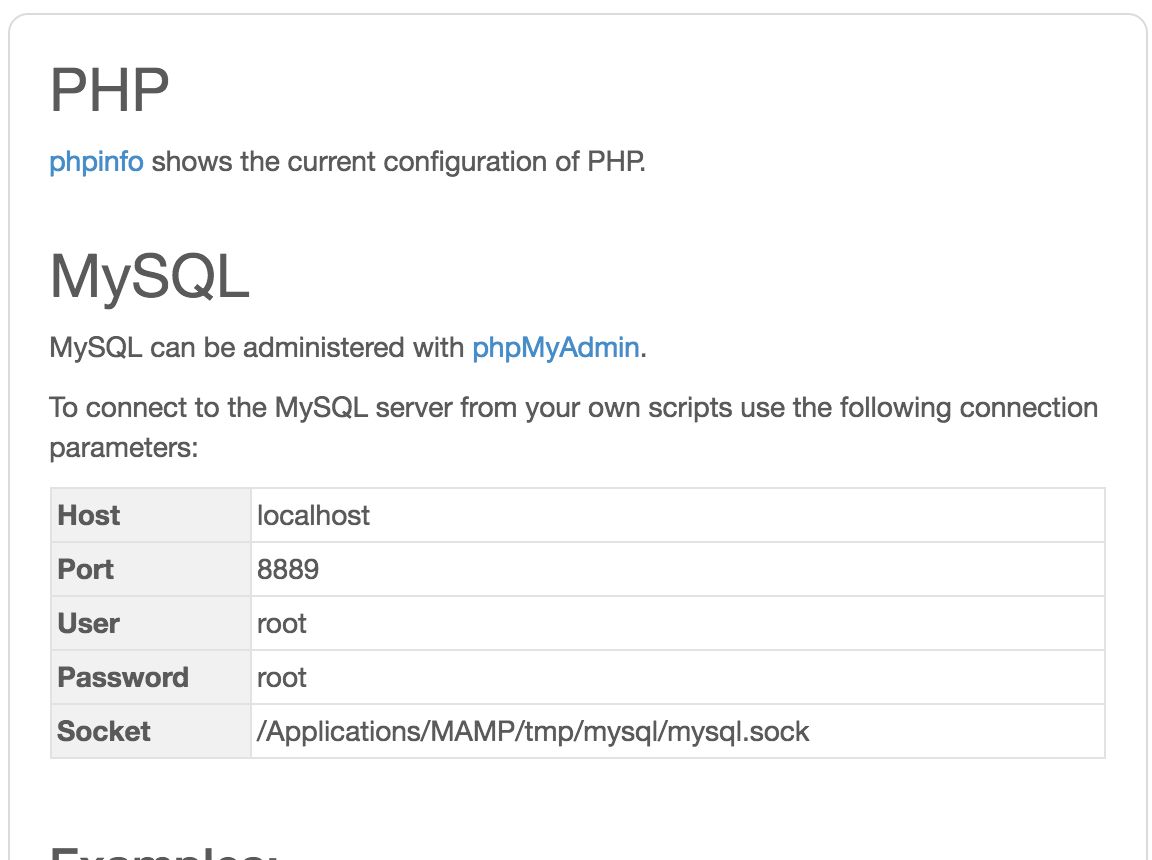 PHP
phpinfo shows the current configuration of PHP.
MySQL
MySQL can be administered with phpMyAdmin.
To connect to the MySQL server from your own scripts use the following connection
parameters:
Host localhost
Port 8889
User root
Password root
Socket /Applications/MAMP/tmp/mysql/mysql.sock
Examples: